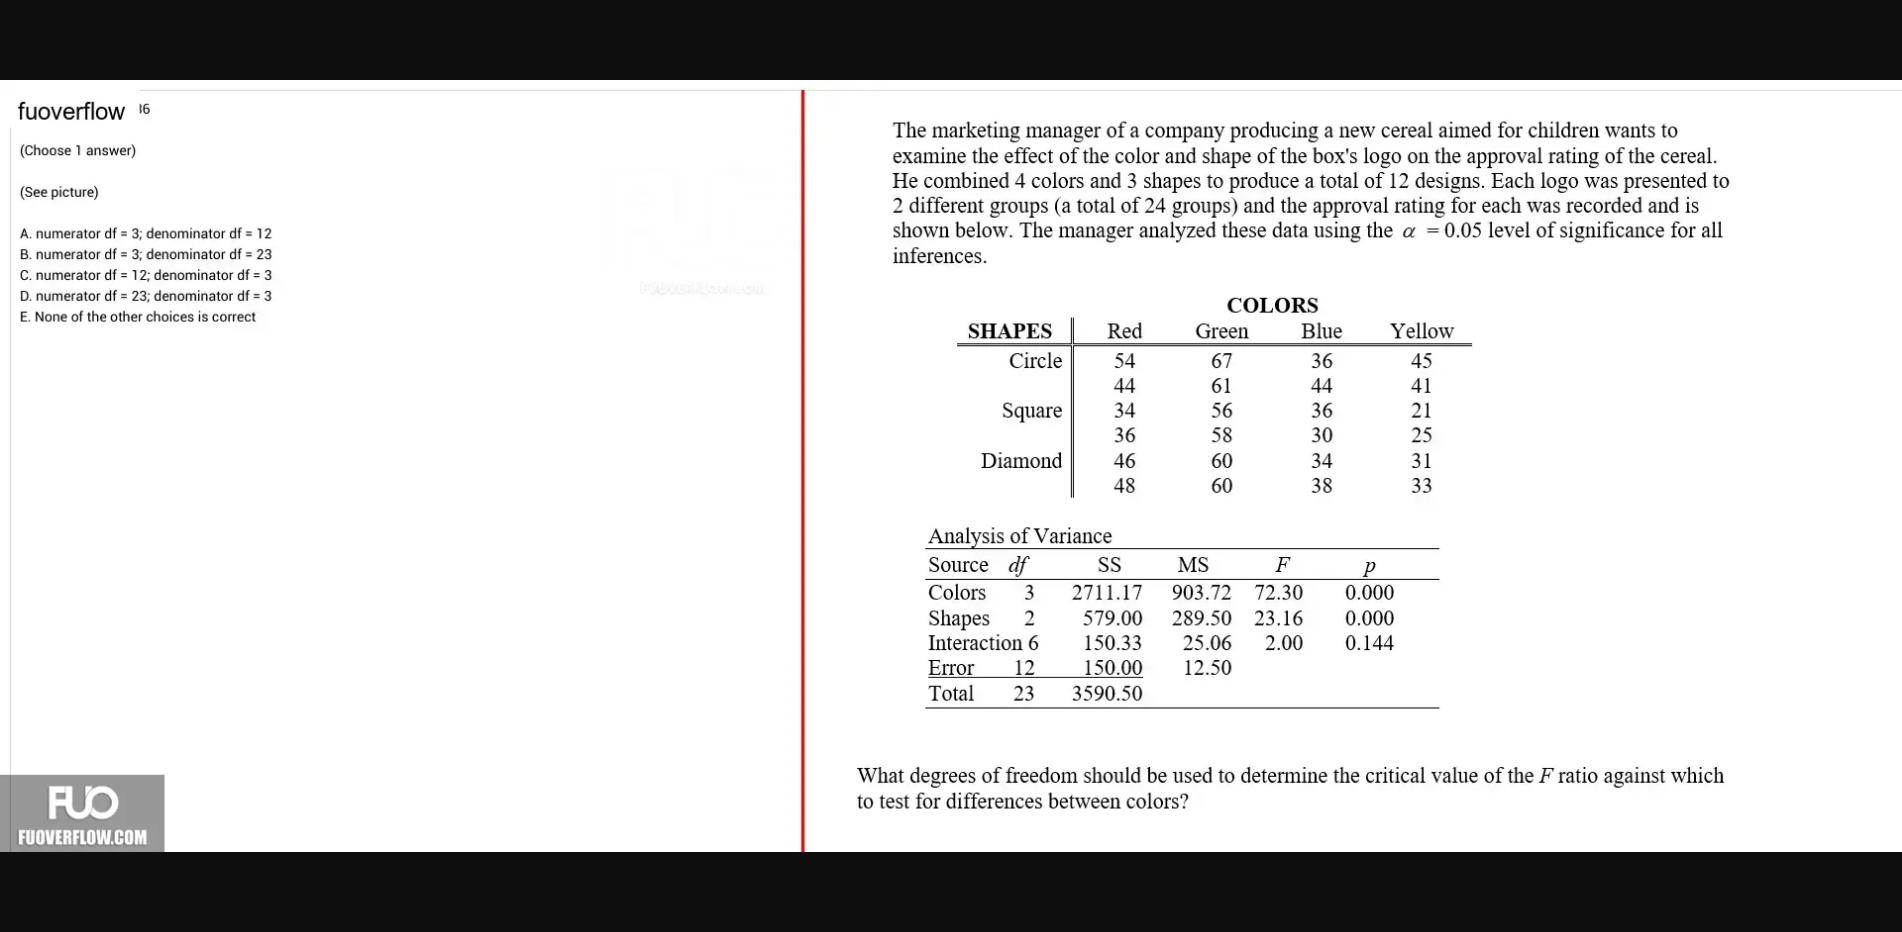 fuoverflow 16
(Choose 1 answer)
(See picture)
A. numerator df = 3; denominator df = 12
B. numerator df = 3; denominator df = 23
C. numerator df = 12; denominator df = 3
D. numerator df = 23; denominator df = 3
E. None of the other choices is correct
FUOVERFLOW.COM
FUO
FUOVERFLOW.COM
The marketing manager of a company producing a new cereal aimed for children wants to
examine the effect of the color and shape of the box's logo on the approval rating of the cereal.
He combined 4 colors and 3 shapes to produce a total of 12 designs. Each logo was presented to
2 different groups (a total of 24 groups) and the approval rating for each was recorded and is
shown below. The manager analyzed these data using the α = 0.05 level of significance for all
inferences.
COLORS
SHAPES Red Green Blue Yellow
Circle 54 67 36 45
44 61 44 41
Square 34 56 36 21
36 58 30 25
Diamond 46 60 34 31
48 60 38 33
Analysis of Variance
Source df SS MS F p
Colors 3 2711.17 903.72 72.30 0.000
Shapes 2 579.00 289.50 23.16 0.000
Interaction 6 150.33 25.06 2.00 0.144
Error 12 150.00 12.50
Total 23 3590.50
What degrees of freedom should be used to determine the critical value of the F ratio against which
to test for differences between colors?